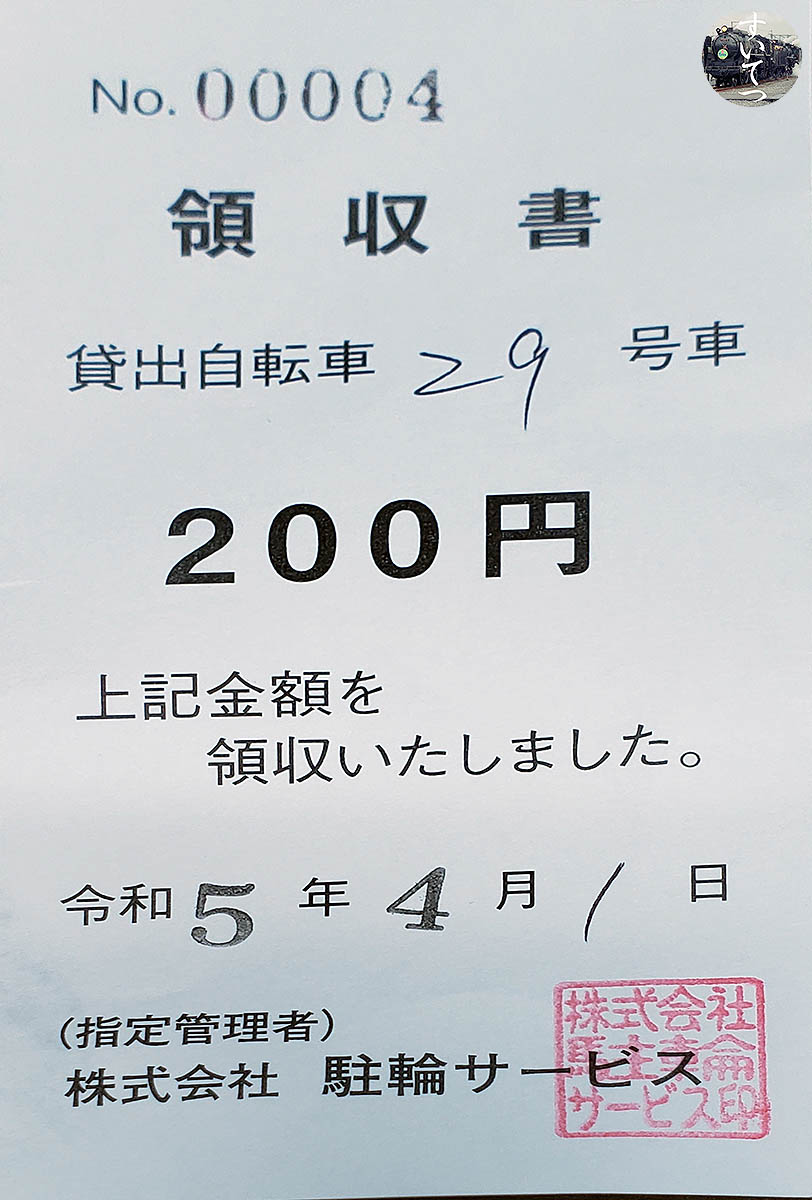 すいてつ
No. 00004
領収書
貸出自転車 29 号車
200円
上記金額を
領収いたしました。
令和5年4月1日
(指定管理者)
株式会社 駐輪サービス
株式会社
駐輪
サービス印